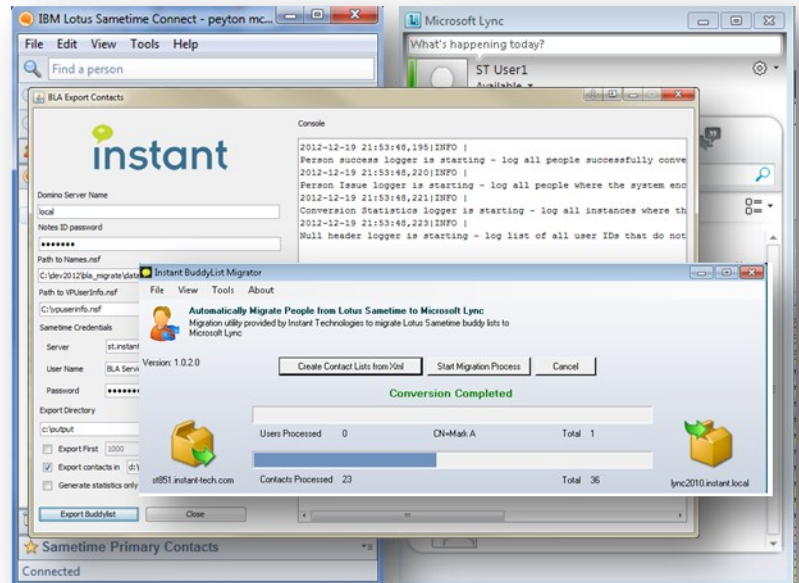 IBM Lotus Sametime Connect - peyton mc...
File Edit View Tools Help
Find a person
Microsoft Lync
What's happening today?
ST User1
Available
BLA Export Contacts
instant
Domino Server Name
local
Notes ID password
Path to Names.nsf
C:\dev2012\bla_migrate\data
Path to VPUserInfo.nsf
C:\vpuserinfo.nsf
Sametime Credentials
Server st.instant
User Name BLA Servi
Password
Export Directory
c:\output
Export First 1000
Export contacts in d:\
Generate statistics only
Export Buddylist Close
Console
2012-12-19 21:53:48,195|INFO |
Person success logger is starting - log all people successfully conve
2012-12-19 21:53:48,220|INFO |
Person Issue logger is starting - log all people where the system enc
2012-12-19 21:53:48,221|INFO |
Conversion Statistics logger is starting - log all instances where th
2012-12-19 21:53:48,223|INFO |
Null header logger is starting - log list of all user IDs that do not
Instant BuddyList Migrator
File View Tools About
Automatically Migrate People from Lotus Sametime to Microsoft Lync
Migration utility provided by Instant Technologies to migrate Lotus Sametime buddy lists to
Microsoft Lync
Version: 1.0.2.0
Create Contact Lists from Xml Start Migration Process Cancel
Conversion Completed
Users Processed 0 CN=Mark A Total 1
Contacts Processed 23 Total 36
st851.instant-tech.com
lync2010.instant.local
Sametime Primary Contacts
Connected